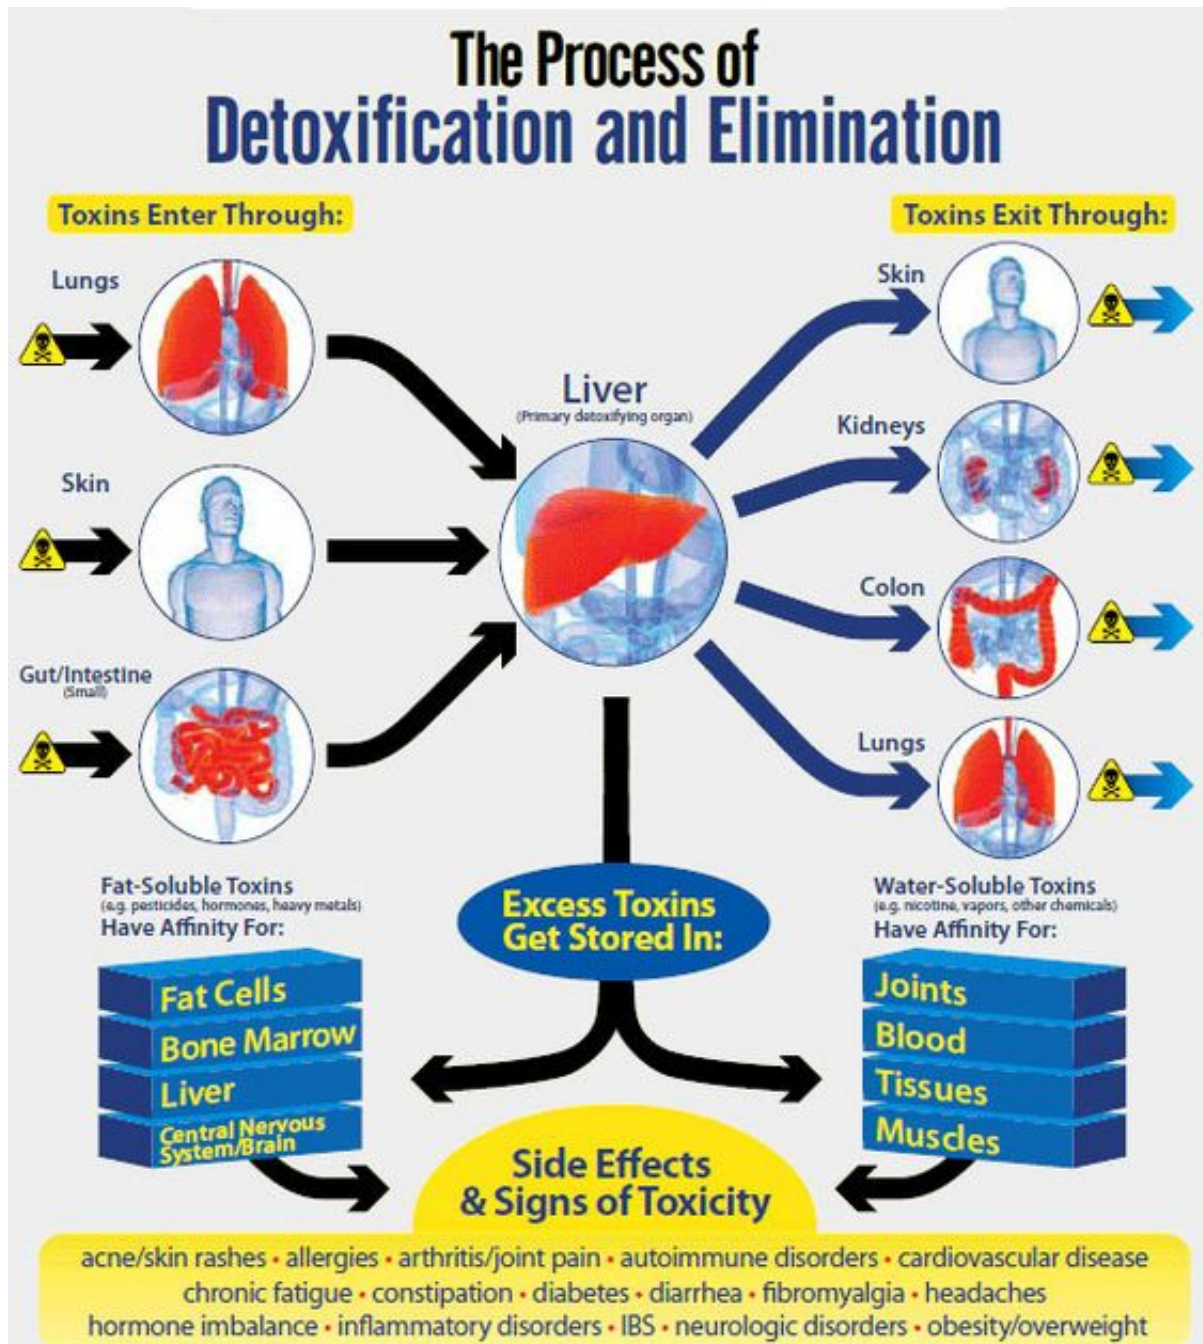 The Process of
Detoxification and Elimination
Toxins Enter Through:
Lungs
Skin
Gut/Intestine
(Small)
Liver
(Primary detoxifying organ)
Toxins Exit Through:
Skin
Kidneys
Colon
Lungs
Excess Toxins
Get Stored In:
Fat-Soluble Toxins
(e.g. pesticides, hormones, heavy metals)
Have Affinity For:
Fat Cells
Bone Marrow
Liver
Central Nervous
System/Brain
Water-Soluble Toxins
(e.g. nicotine, vapors, other chemicals)
Have Affinity For:
Joints
Blood
Tissues
Muscles
Side Effects
& Signs of Toxicity
acne/skin rashes • allergies • arthritis/joint pain • autoimmune disorders • cardiovascular disease
chronic fatigue • constipation • diabetes • diarrhea • fibromyalgia • headaches
hormone imbalance • inflammatory disorders • IBS • neurologic disorders • obesity/overweight